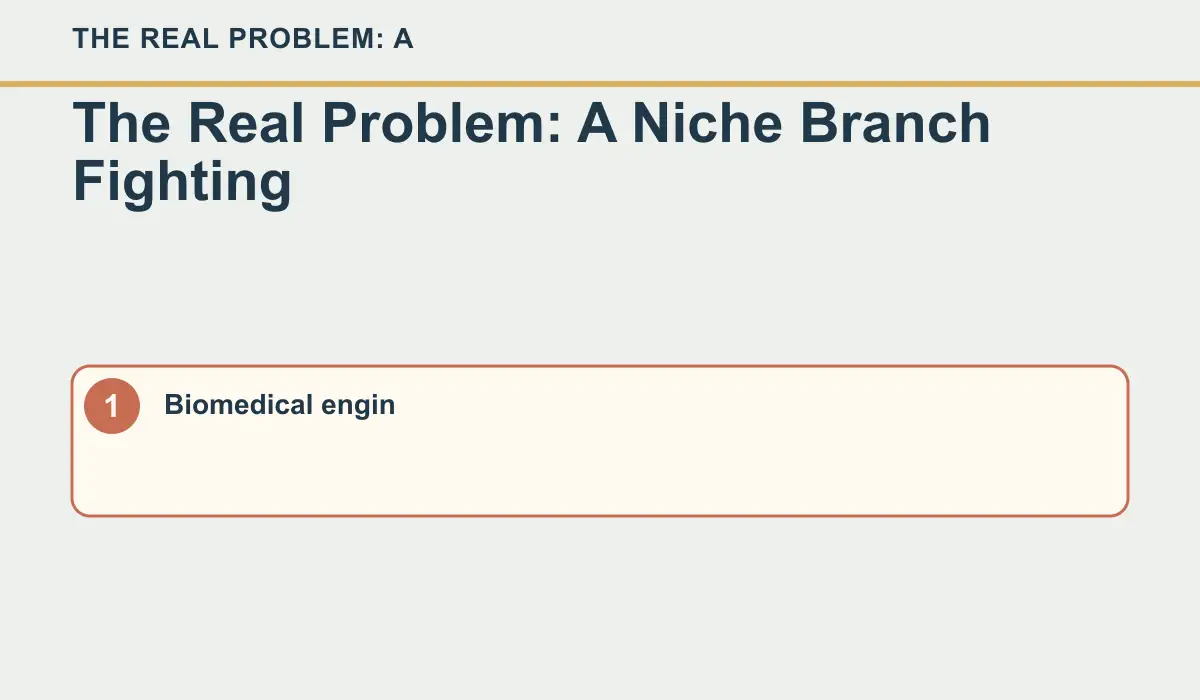 THE REAL PROBLEM: A
The Real Problem: A Niche Branch
Fighting
1 Biomedical engin